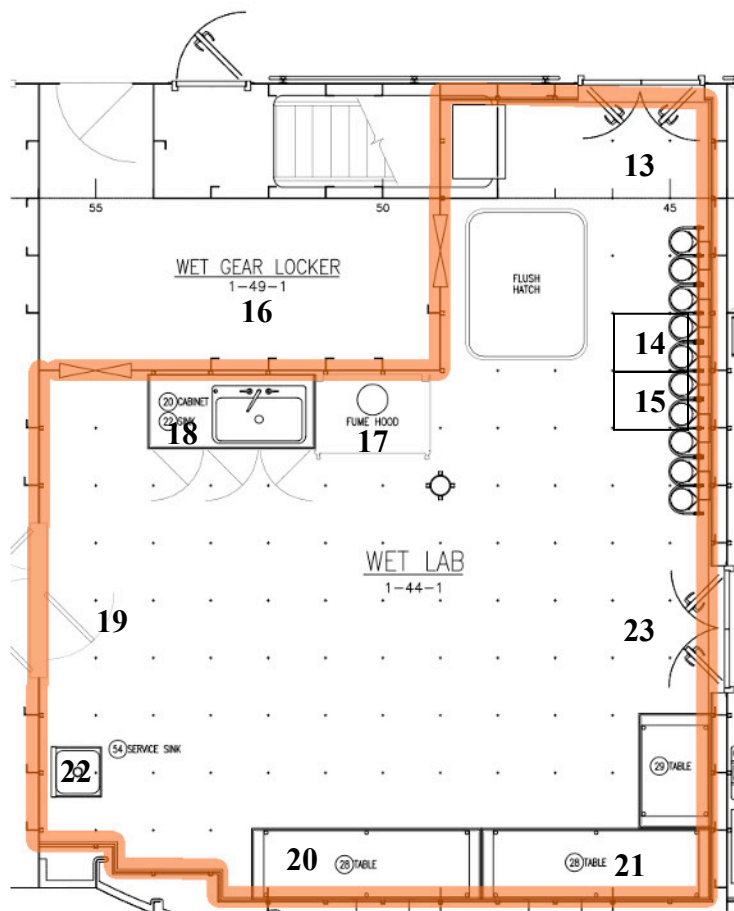 13
55
50
45
WET GEAR LOCKER
1-49-1
16
FLUSH
HATCH
14
15
20 CABINET
22 SINK
18
FUME HOOD
17
WET LAB
1-44-1
19
23
54 SERVICE SINK
22
29 TABLE
20
28 TABLE
28 TABLE
21